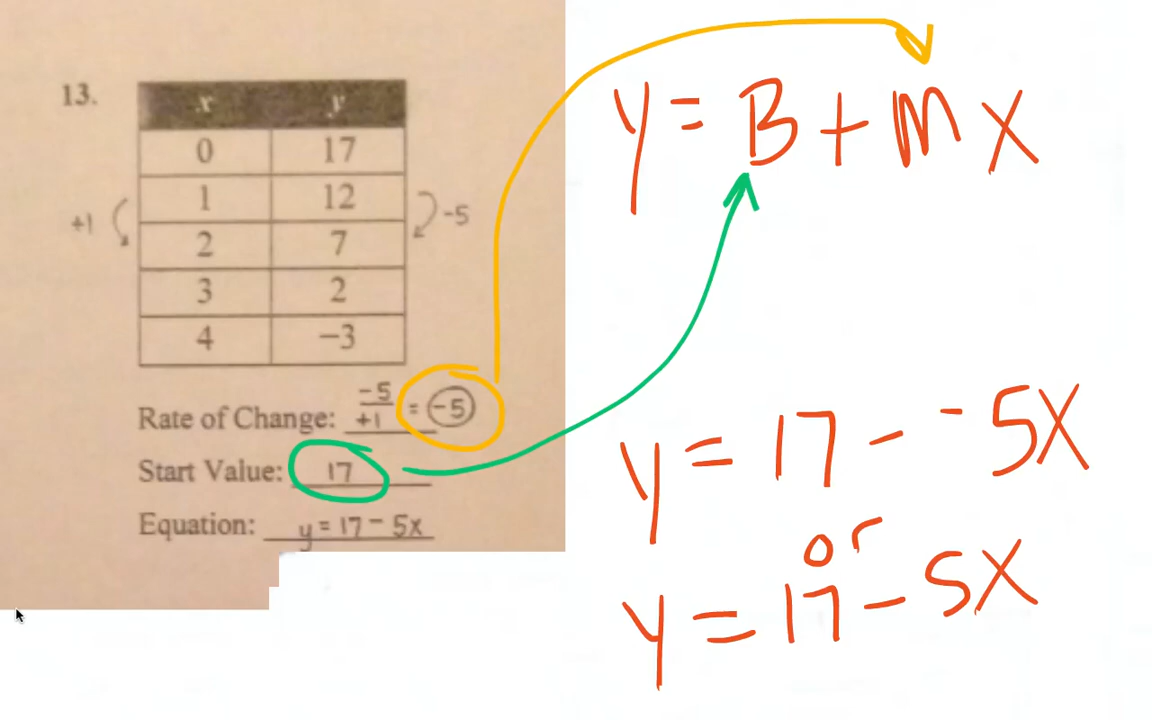 13.
x y
0 17
1 12
+1 -5
2 7
3 2
4 −3
Rate of Change: -5/+1 = -5
Start Value: 17
Equation: y = 17 - 5x
y = B + M X
y = 17 - -5X
or
y = 17 - 5X